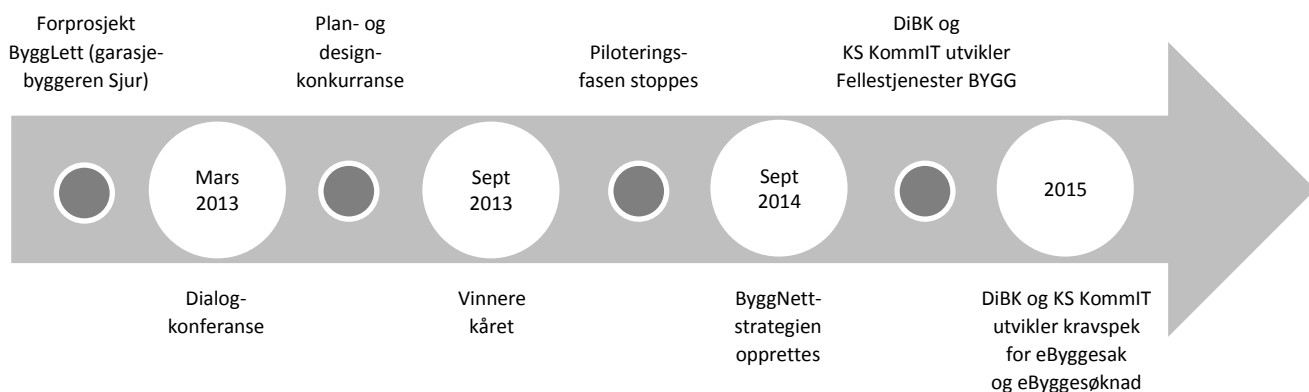 Forprosjekt
ByggLett (garasje-
byggeren Sjur)
Plan- og
design-
konkurranse
Piloterings-
fasen stoppes
DiBK og
KS KommIT utvikler
Fellestjenester BYGG
Mars
2013
Sept
2013
Sept
2014
2015
Dialog-
konferanse
Vinnere
kåret
ByggNett-
strategien
opprettes
DiBK og KS KommIT
utvikler kravspek
for eByggesak
og eByggesøknad